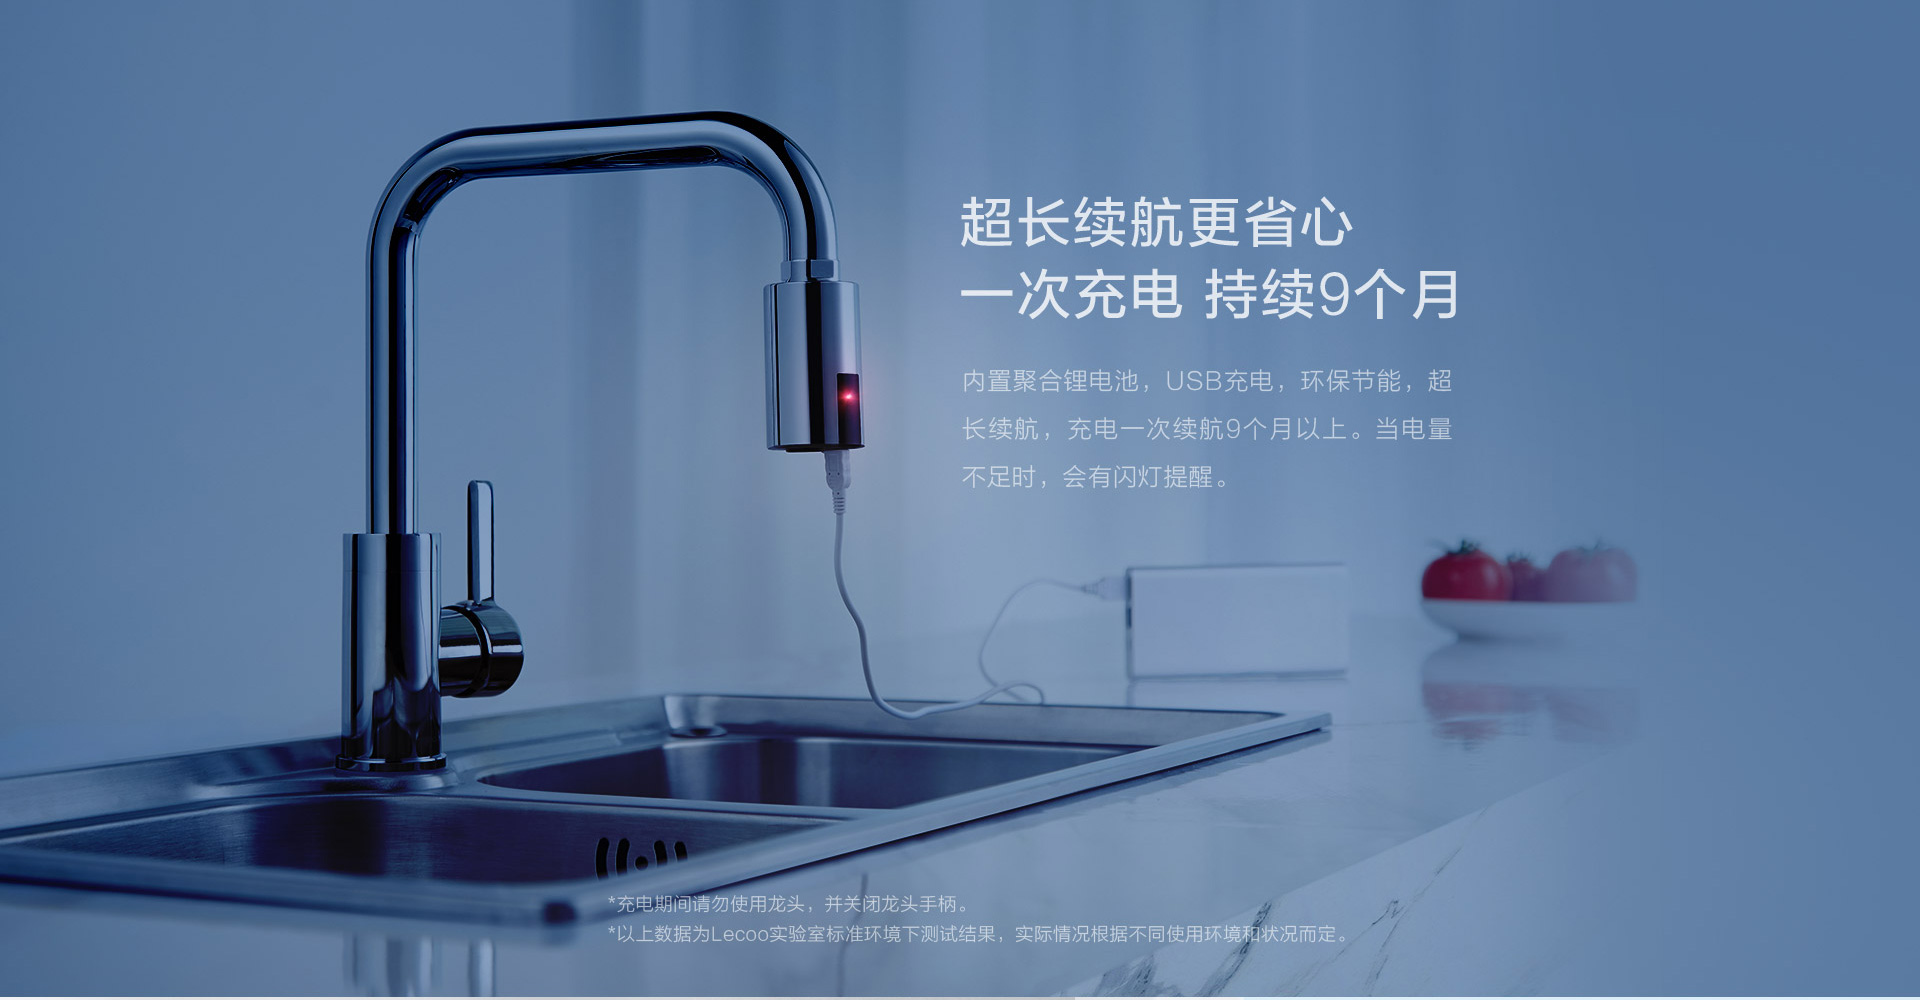 超长续航更省心
一次充电 持续9个月
内置聚合锂电池，USB充电，环保节能，超
长续航，充电一次续航9个月以上。当电量
不足时，会有闪灯提醒。
*充电期间请勿使用龙头，并关闭龙头手柄。
*以上数据为Lecoo实验室标准环境下测试结果，实际情况根据不同使用环境和状况而定。